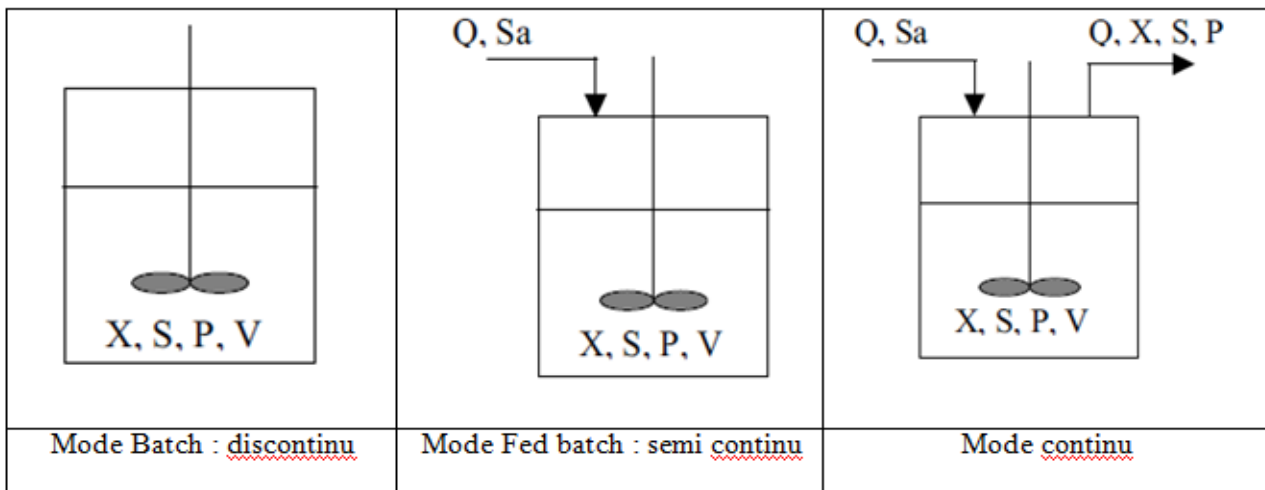 Q, Sa
Q, Sa
Q, X, S, P
X, S, P, V
X, S, P, V
X, S, P, V
Mode Batch : discontinu
Mode Fed batch : semi continu
Mode continu